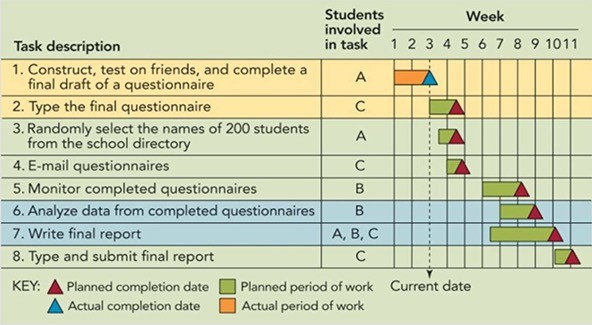 Students involved in task
Week
Task description
1 2 3 4 5 6 7 8 9 10 11
1. Construct, test on friends, and complete a
final draft of a questionnaire
A
2. Type the final questionnaire
C
3. Randomly select the names of 200 students
from the school directory
A
4. E-mail questionnaires
C
5. Monitor completed questionnaires
B
6. Analyze data from completed questionnaires
B
7. Write final report
A, B, C
8. Type and submit final report
C
KEY: Planned completion date
Planned period of work
Current date
Actual completion date
Actual period of work